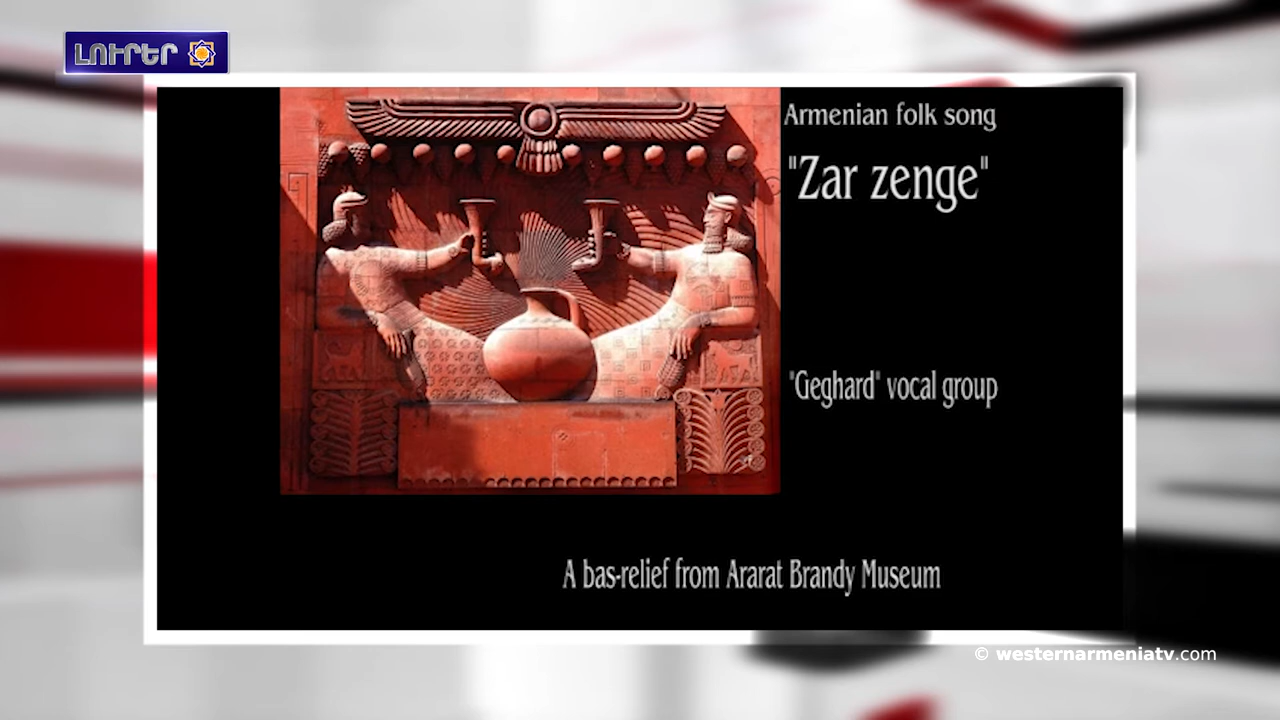 ԼՈՒՐԵՐ
Armenian folk song
"Zar zenge"
"Geghard" vocal group
A bas-relief from Ararat Brandy Museum
© westernarmeniatv.com